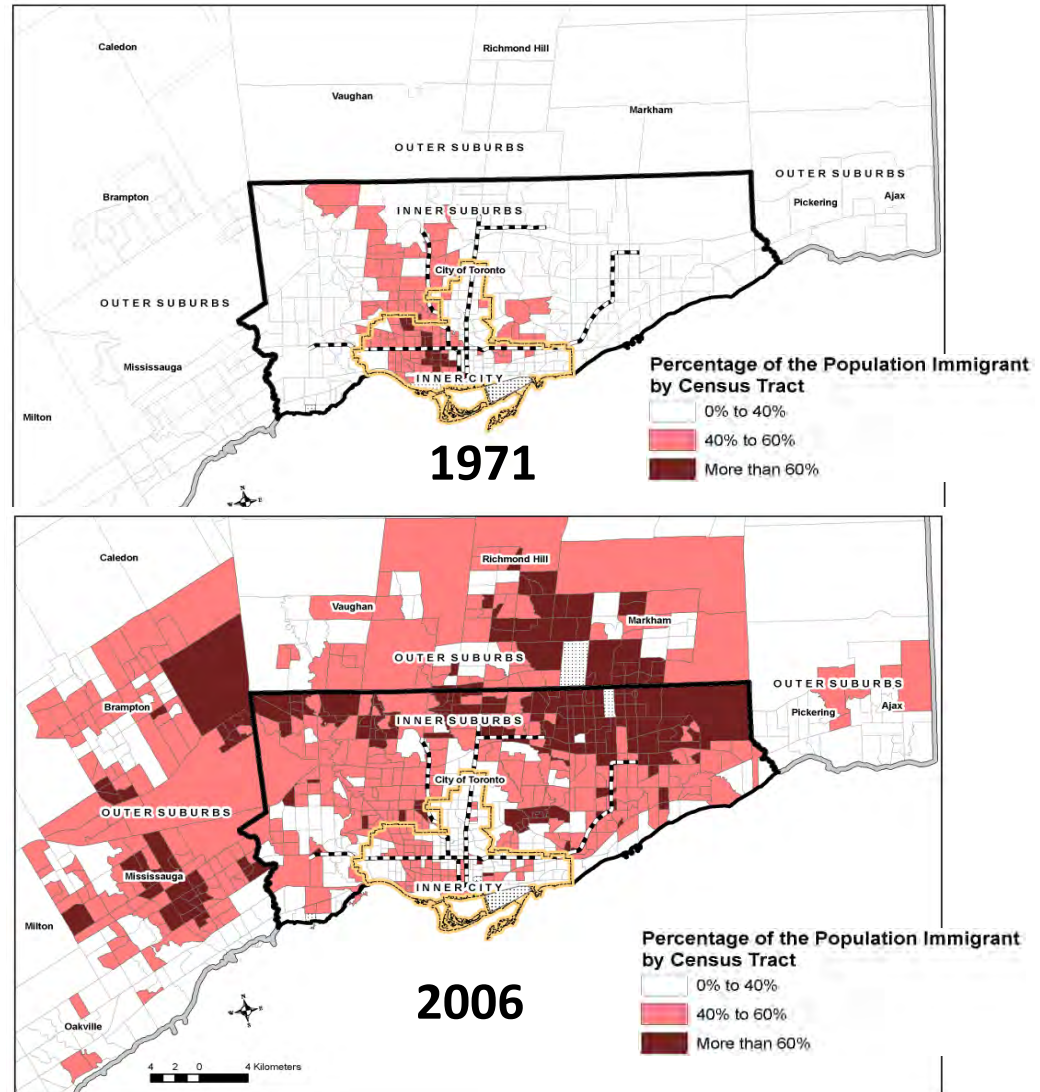 Caledon
Richmond Hill
Vaughan
Markham
OUTER SUBURBS
OUTER SUBURBS
Brampton
Pickering
Ajax
INNER SUBURBS
City of Toronto
OUTER SUBURBS
Mississauga
INNER CITY
Milton
Percentage of the Population Immigrant
by Census Tract
0% to 40%
40% to 60%
More than 60%
1971
N
E
Caledon
Richmond Hill
Vaughan
Markham
OUTER SUBURBS
OUTER SUBURBS
Brampton
Pickering
Ajax
INNER SUBURBS
City of Toronto
OUTER SUBURBS
Mississauga
INNER CITY
Milton
Percentage of the Population Immigrant
by Census Tract
0% to 40%
40% to 60%
More than 60%
2006
N
W E
S
Oakville
4 2 0 4 Kilometers